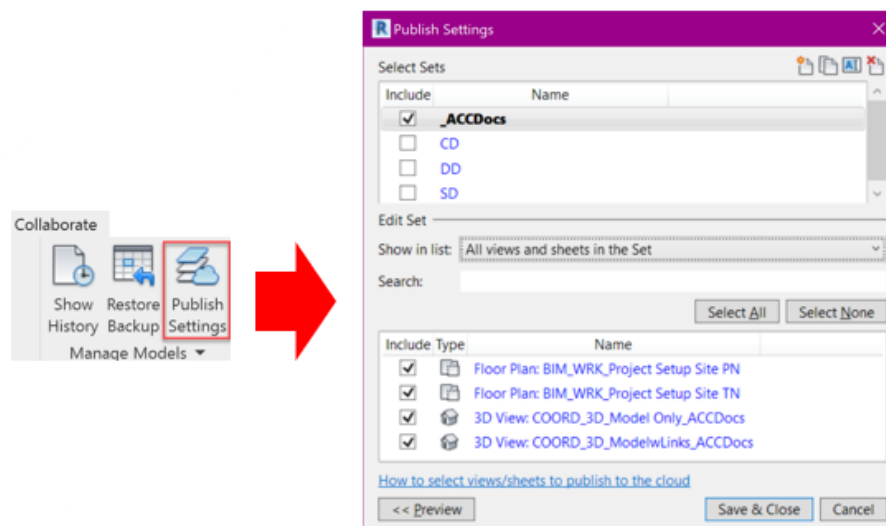 Collaborate
Show Restore Publish
History Backup Settings
Manage Models
R Publish Settings
Select Sets
AI
Include Name
_ACCDocs
CD
DD
SD
Edit Set
Show in list: All views and sheets in the Set
Search:
Select All Select None
Include Type Name
Floor Plan: BIM_WRK_Project Setup Site PN
Floor Plan: BIM_WRK_Project Setup Site TN
3D View: COORD_3D_Model Only_ACCDocs
3D View: COORD_3D_ModelwLinks_ACCDocs
How to select views/sheets to publish to the cloud
<< Preview Save & Close Cancel